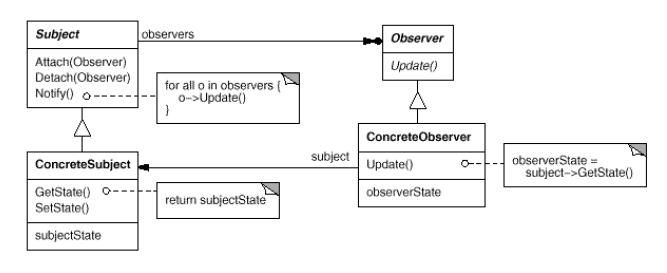 Subject
Attach(Observer)
Detach(Observer)
Notify()
observers
Observer
Update()
for all o in observers {
o->Update()
}
ConcreteSubject
GetState()
SetState()
subjectState
return subjectState
subject
ConcreteObserver
Update()
observerState
observerState =
subject->GetState()